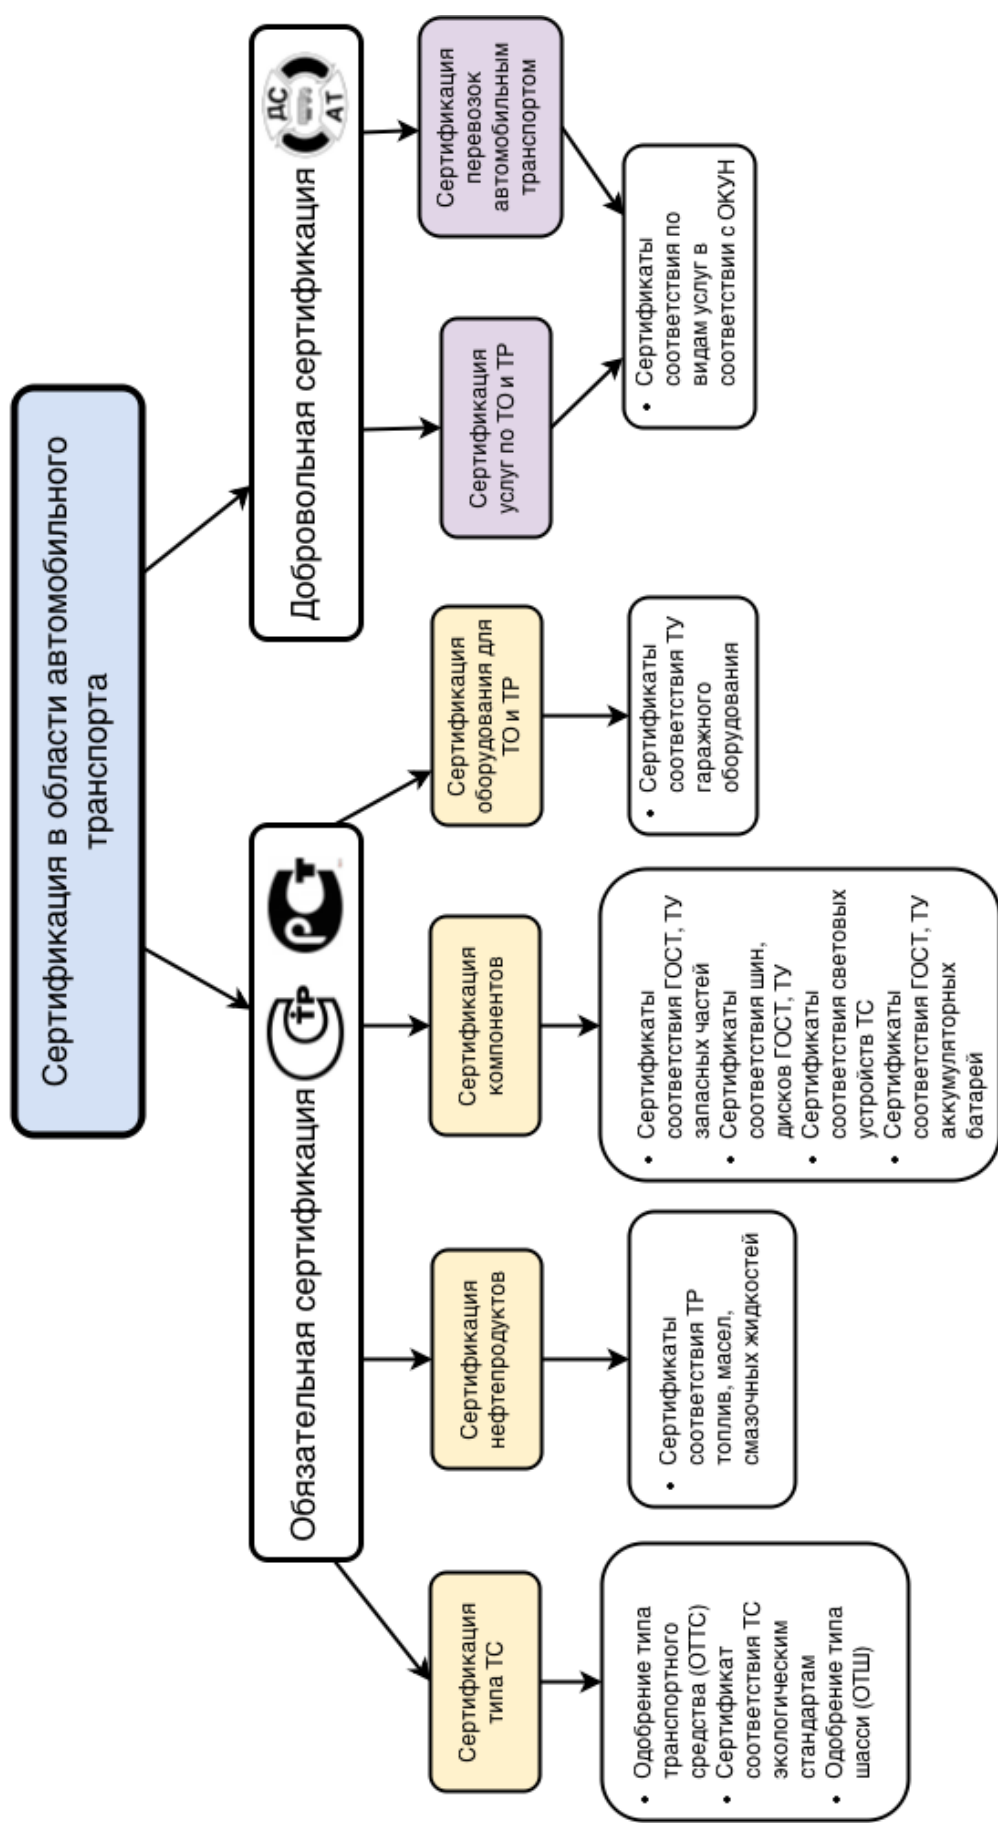 Сертификация в области автомобильного
транспорта
Обязательная сертификация
СТР
РСТ
Добровольная сертификация
ДС
АТ
Сертификация
типа ТС
Сертификация
нефтепродуктов
Сертификация
компонентов
Сертификация
оборудования для
ТО и ТР
Сертификация
услуг по ТО и ТР
Сертификация
перевозок
автомобильным
транспортом
• Одобрение типа
транспортного
средства (ОТТС)
• Сертификат
соответствия ТС
экологическим
стандартам
• Одобрение типа
шасси (ОТШ)
• Сертификаты
соответствия ТР
топлив, масел,
смазочных жидкостей
• Сертификаты
соответствия ГОСТ, ТУ
запасных частей
• Сертификаты
соответствия шин,
дисков ГОСТ, ТУ
• Сертификаты
соответствия световых
устройств ТС
• Сертификаты
соответствия ГОСТ, ТУ
аккумуляторных
батарей
• Сертификаты
соответствия ТУ
гаражного
оборудования
• Сертификаты
соответствия по
видам услуг в
соответствии с ОКУН